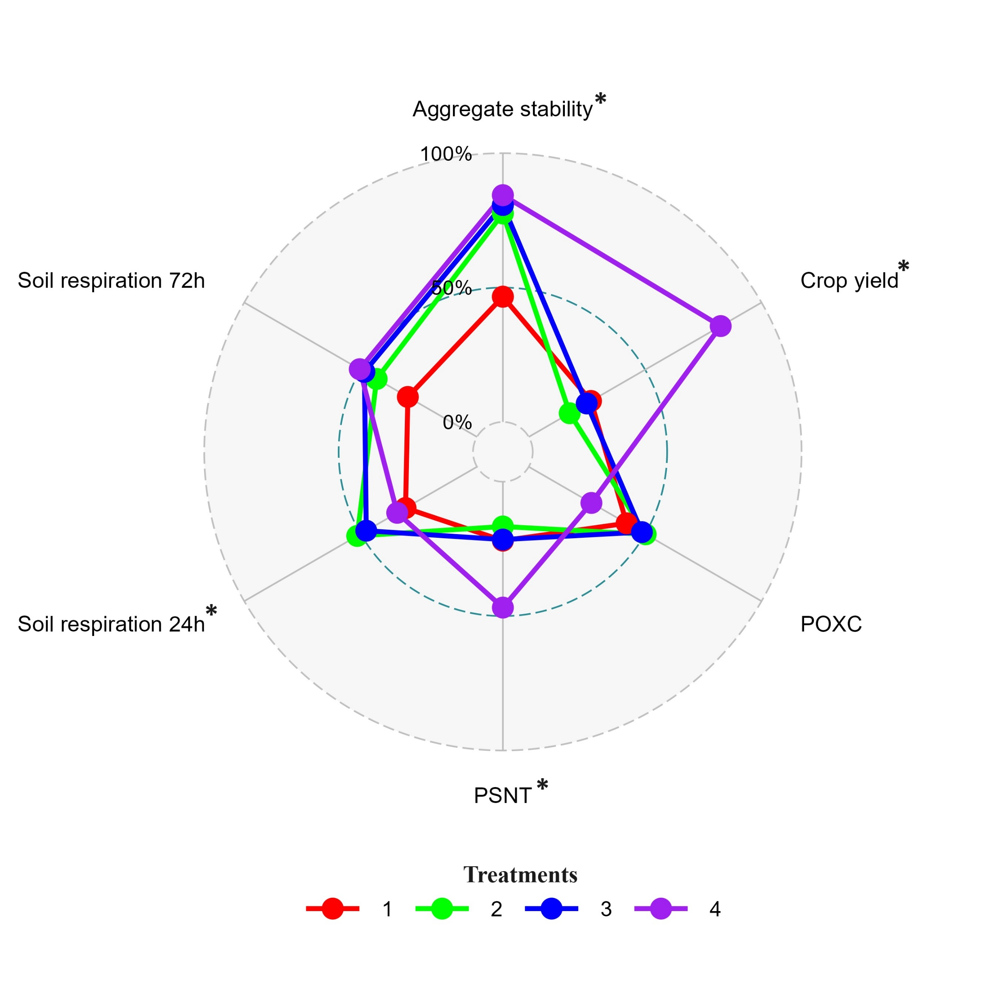 Aggregate stability*
100%
Soil respiration 72h
Crop yield*
50%
0%
Soil respiration 24h*
POXC
PSNT*
Treatments
1 2 3 4